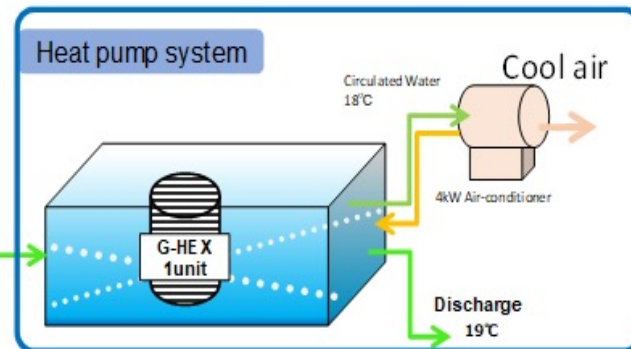 Heat pump system
Cool air
Circulated Water
18℃
4kW Air-conditioner
G-HEX
1unit
Discharge
19℃